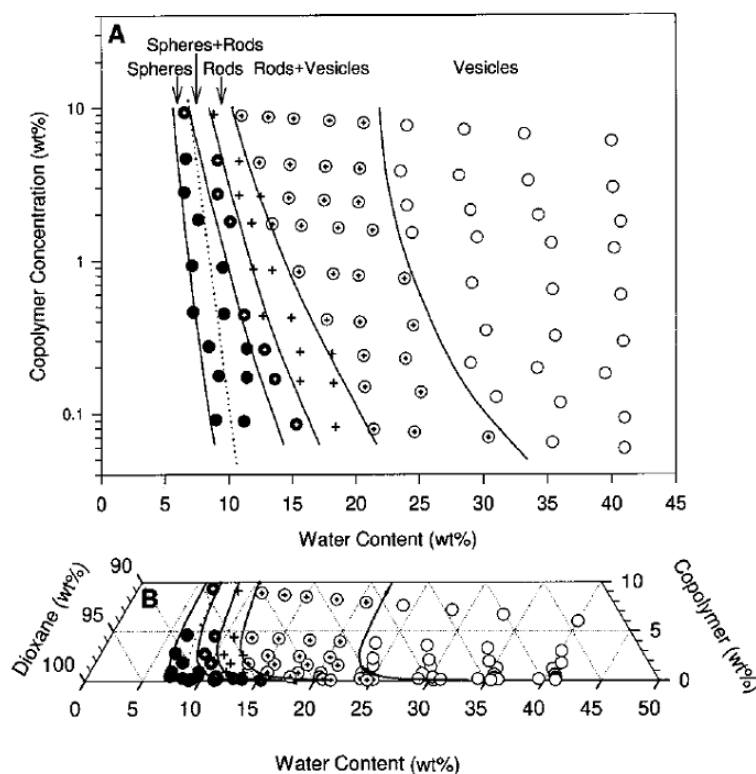 A
Spheres+Rods
Spheres Rods Rods+Vesicles Vesicles
10
1
0.1
Copolymer Concentration (wt%)
0 5 10 15 20 25 30 35 40 45
Water Content (wt%)
B
90
95
100
Dioxane (wt%)
10
5
0
Copolymer (wt%)
0 5 10 15 20 25 30 35 40 45 50
Water Content (wt%)